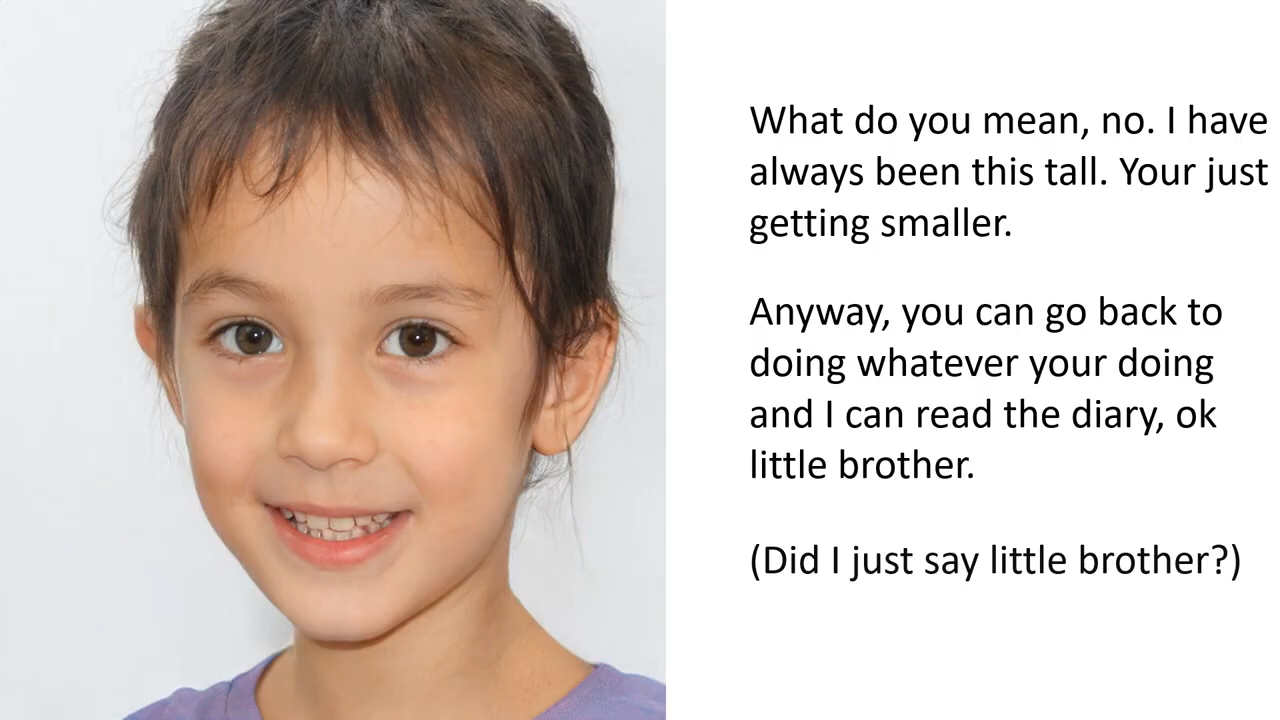 What do you mean, no. I have
always been this tall. Your just
getting smaller.
Anyway, you can go back to
doing whatever your doing
and I can read the diary, ok
little brother.
(Did I just say little brother?)